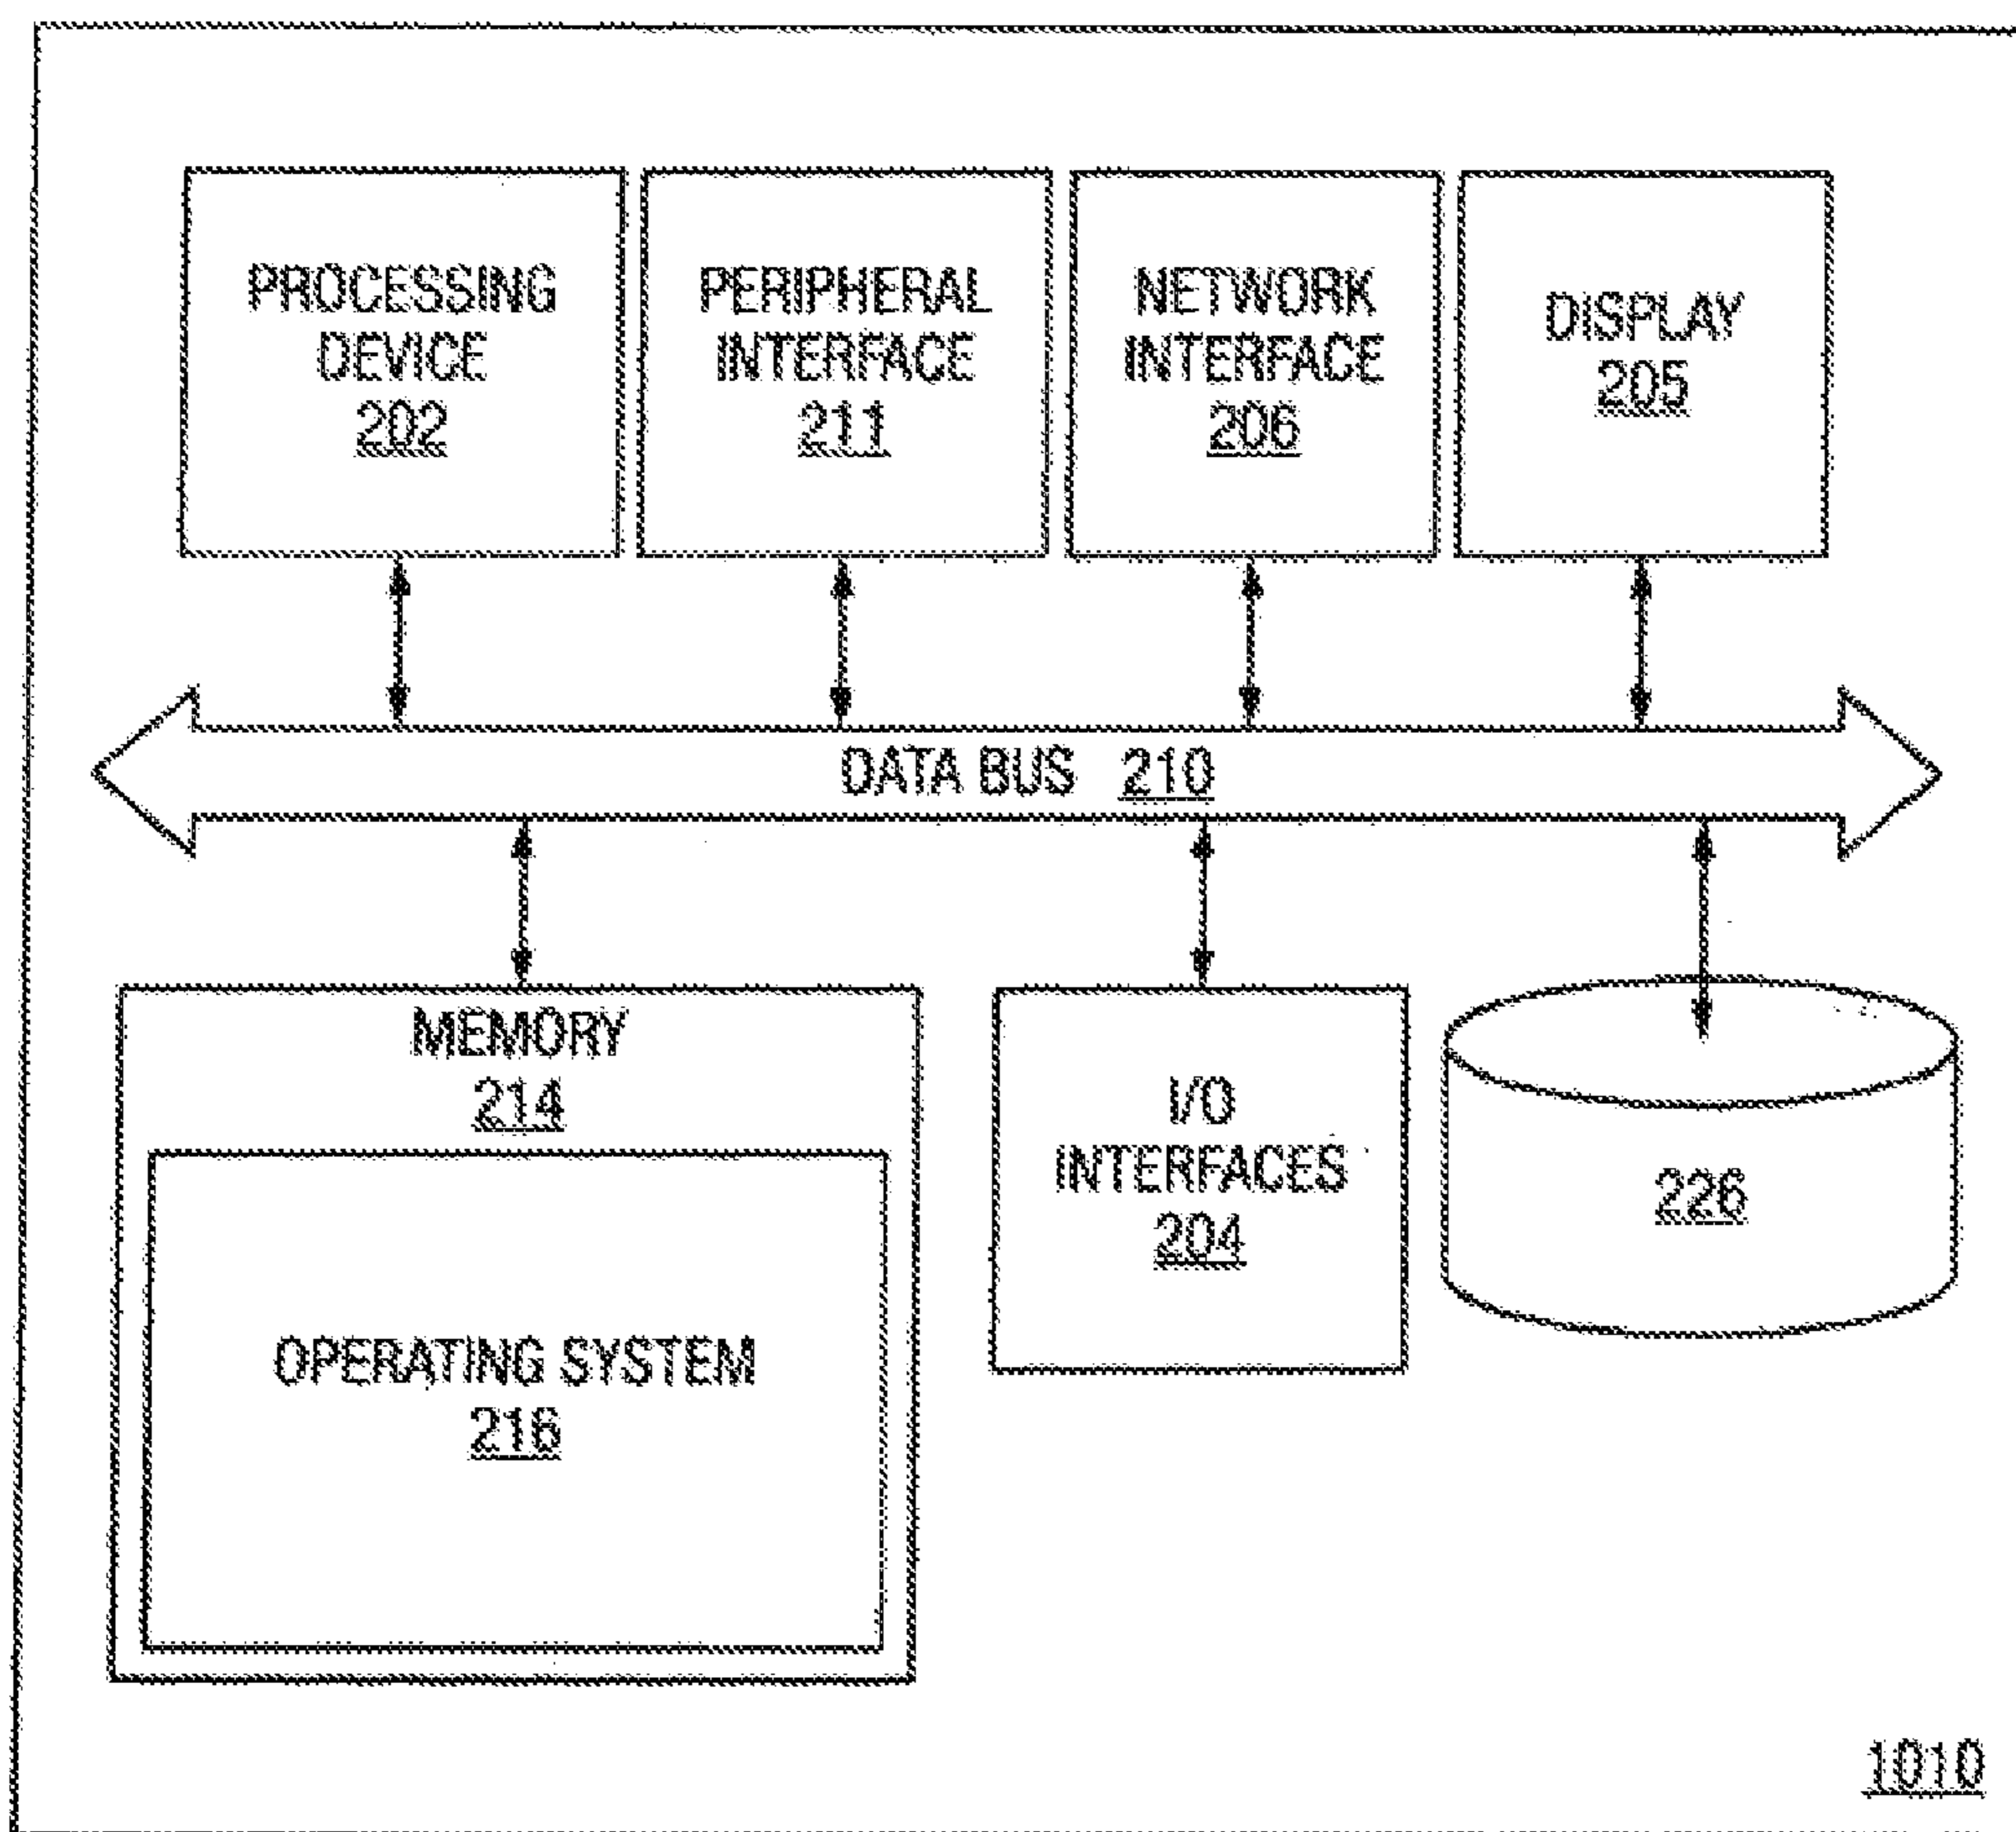 PROCESSING
DEVICE
202
PERIPHERAL
INTERFACE
211
NETWORK
INTERFACE
206
DISPLAY
205
DATA BUS 210
MEMORY
214
OPERATING SYSTEM
216
I/O
INTERFACES
204
226
1010